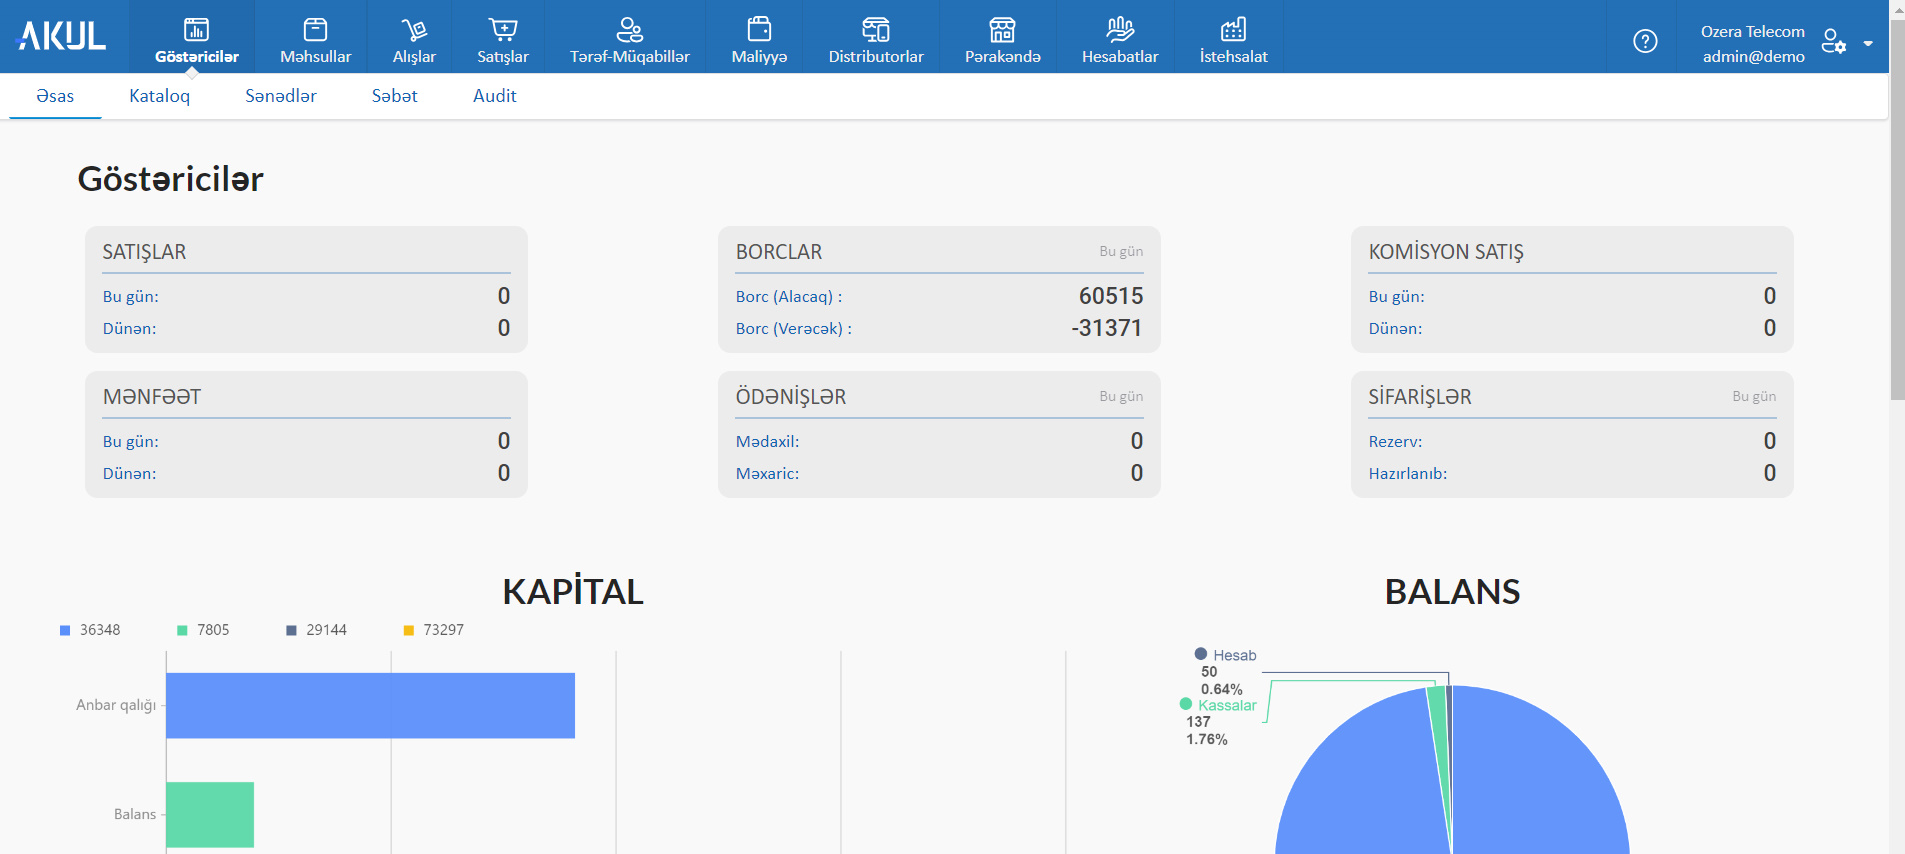 AKUL
Göstəricilər
Məhsullar
Alışlar
Satışlar
Tərəf-Müqabillər
Maliyyə
Distributorlar
Pərakəndə
Hesabatlar
İstehsalat
Ozera Telecom
admin@demo
Əsas
Kataloq
Sənədlər
Səbət
Audit
Göstəricilər
SATIŞLAR
Bu gün: 0
Dünən: 0
BORCLAR Bu gün
Borc (Alacaq) : 60515
Borc (Verəcək) : -31371
KOMİSYON SATIŞ
Bu gün: 0
Dünən: 0
MƏNFƏƏT
Bu gün: 0
Dünən: 0
ÖDƏNİŞLƏR Bu gün
Mədaxil: 0
Məxaric: 0
SİFARİŞLƏR Bu gün
Rezerv: 0
Hazırlanıb: 0
KAPİTAL
36348 7805 29144 73297
Anbar qalığı
Balans
BALANS
Hesab
50
0.64%
Kassalar
137
1.76%